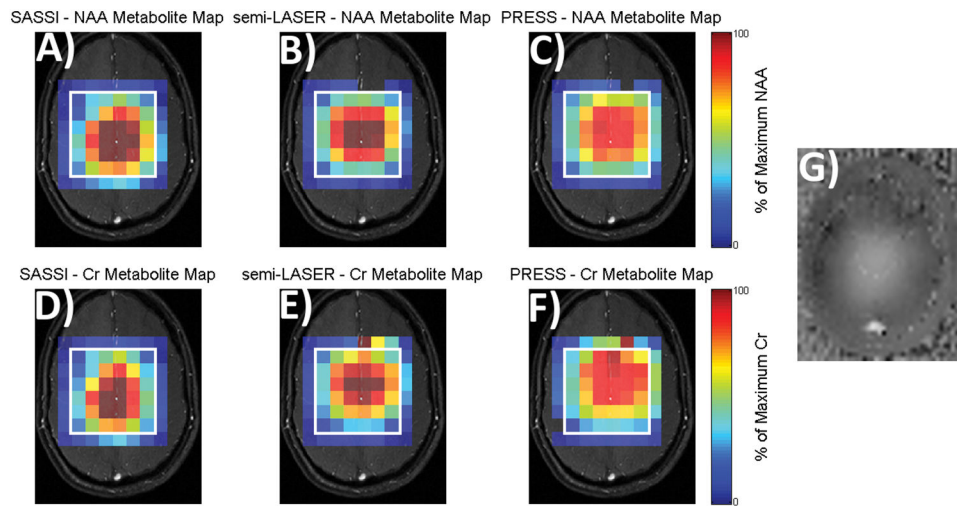 SASSI - NAA Metabolite Map
semi-LASER - NAA Metabolite Map
PRESS - NAA Metabolite Map
A)
B)
C)
100
% of Maximum NAA
0
G)
SASSI - Cr Metabolite Map
semi-LASER - Cr Metabolite Map
PRESS - Cr Metabolite Map
D)
E)
F)
100
% of Maximum Cr
0